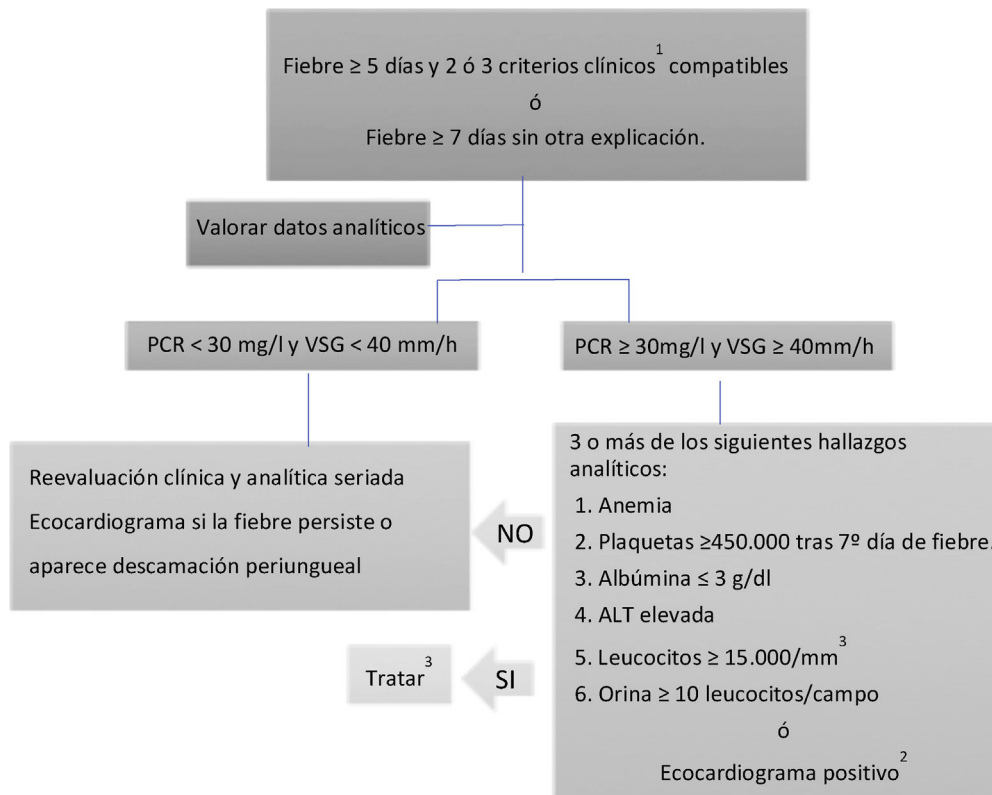 Fiebre ≥ 5 días y 2 ó 3 criterios clínicos¹ compatibles
ó
Fiebre ≥ 7 días sin otra explicación.
Valorar datos analíticos
PCR < 30 mg/l y VSG < 40 mm/h
PCR ≥ 30mg/l y VSG ≥ 40mm/h
Reevaluación clínica y analítica seriada
Ecocardiograma si la fiebre persiste o
aparece descamación periungueal
3 o más de los siguientes hallazgos
analíticos:
1. Anemia
2. Plaquetas ≥450.000 tras 7º día de fiebre.
3. Albúmina ≤ 3 g/dl
4. ALT elevada
5. Leucocitos ≥ 15.000/mm³
6. Orina ≥ 10 leucocitos/campo
ó
Ecocardiograma positivo²
NO
SI
Tratar³